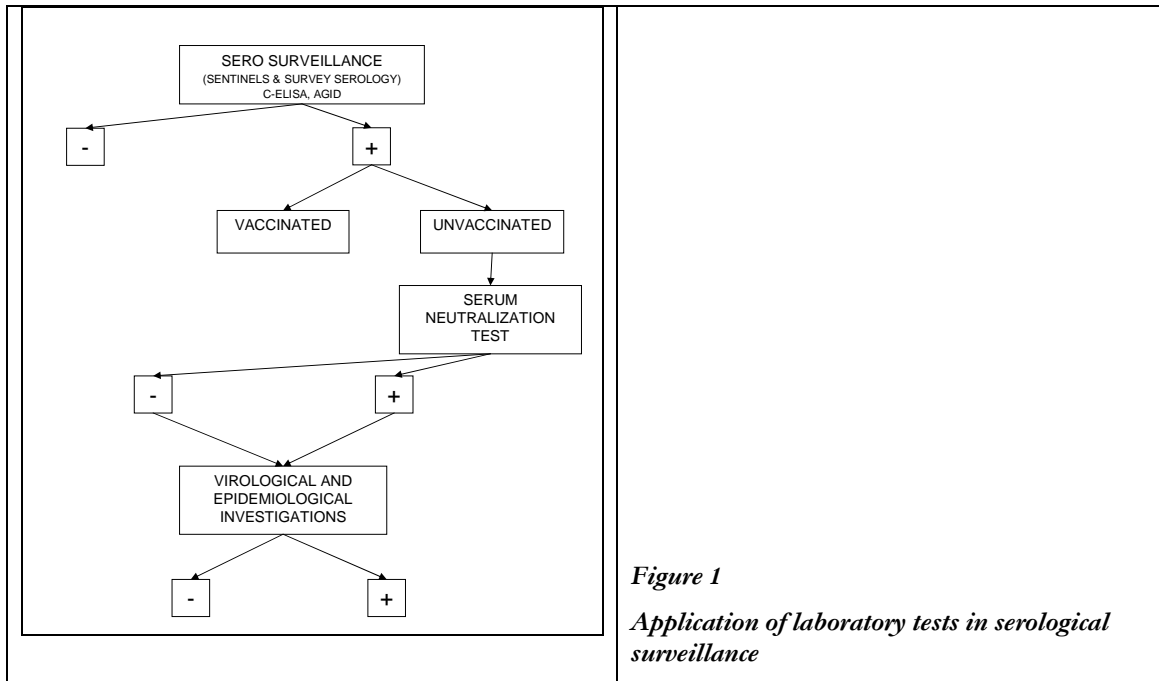 SERO SURVEILLANCE
(SENTINELS & SURVEY SEROLOGY)
C-ELISA, AGID
-
+
VACCINATED
UNVACCINATED
SERUM
NEUTRALIZATION
TEST
-
+
VIROLOGICAL AND
EPIDEMIOLOGICAL
INVESTIGATIONS
-
+
Figure 1
Application of laboratory tests in serological
surveillance